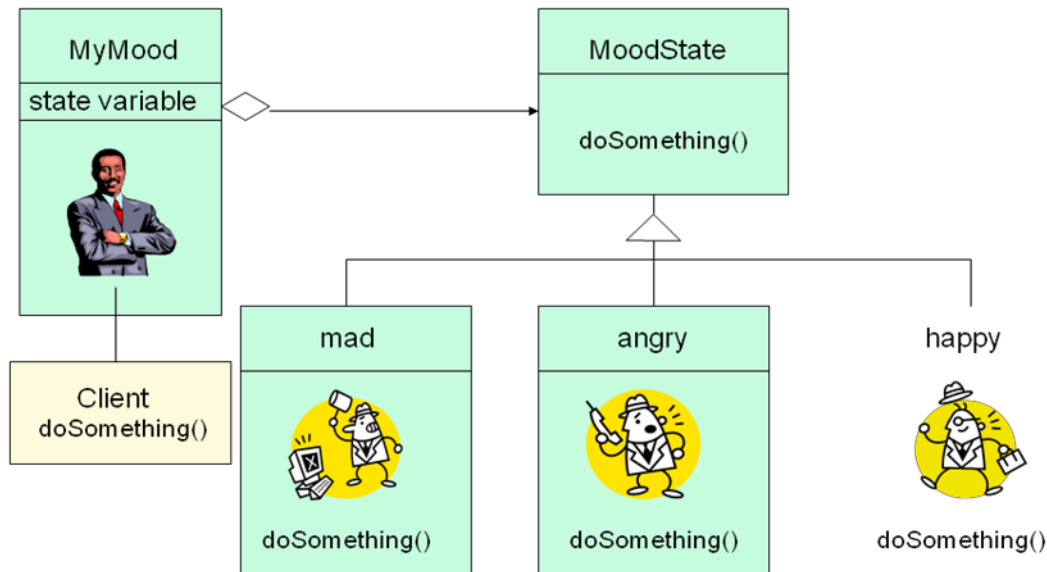 MyMood
state variable
MoodState
doSomething()
Client
doSomething()
mad
doSomething()
angry
doSomething()
happy
doSomething()